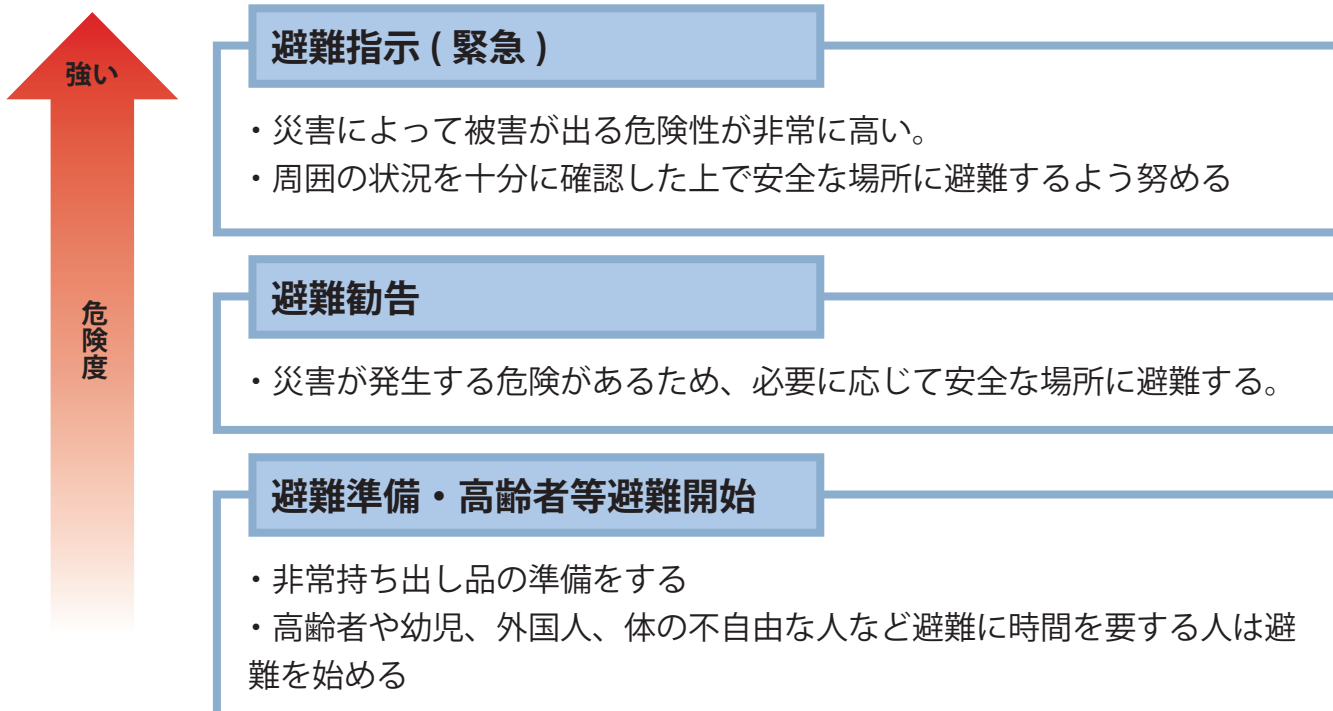 強い
危険度
避難指示 ( 緊急 )
・災害によって被害が出る危険性が非常に高い。
・周囲の状況を十分に確認した上で安全な場所に避難するよう努める
避難勧告
・災害が発生する危険があるため、必要に応じて安全な場所に避難する。
避難準備・高齢者等避難開始
・非常持ち出し品の準備をする
・高齢者や幼児、外国人、体の不自由な人など避難に時間を要する人は避
難を始める